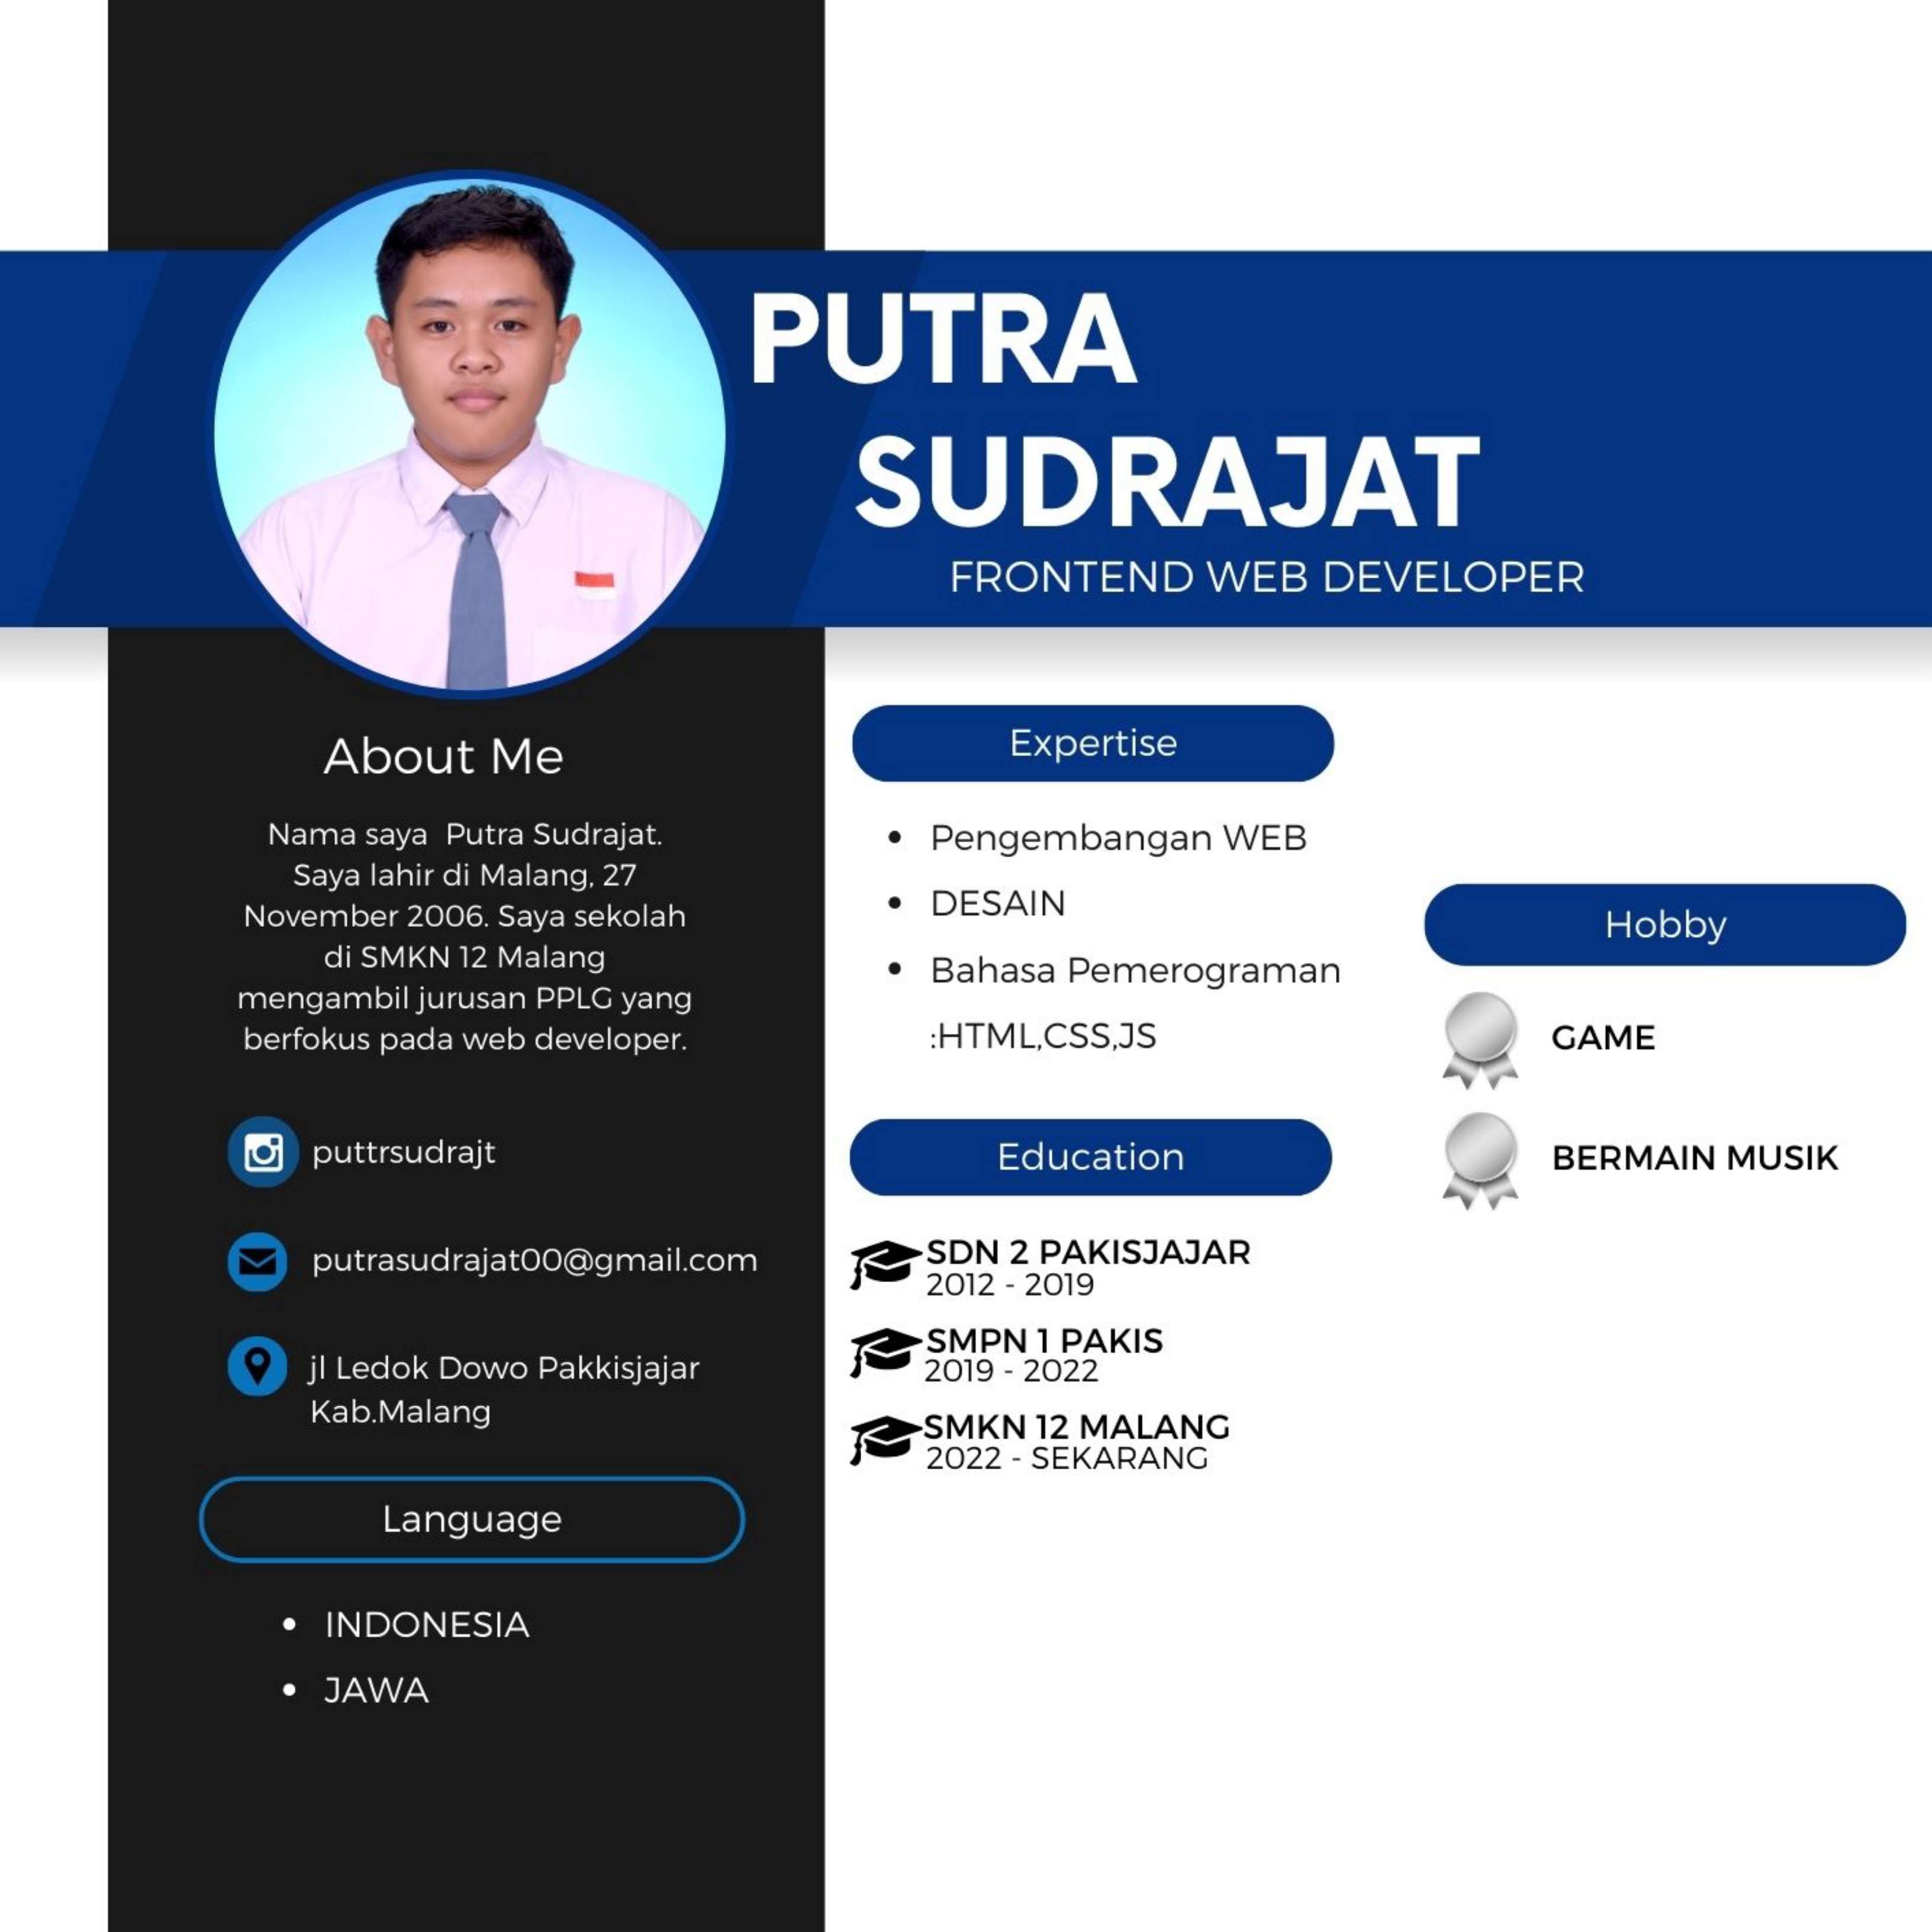 PUTRA
SUDRAJAT
FRONTEND WEB DEVELOPER
About Me
Nama saya  Putra Sudrajat.
Saya lahir di Malang, 27
November 2006. Saya sekolah
di SMKN 12 Malang
mengambil jurusan PPLG yang
berfokus pada web developer.
puttrsudrajt
putrasudrajat00@gmail.com
jl Ledok Dowo Pakkisjajar
Kab.Malang
Language
• INDONESIA
• JAWA
Expertise
• Pengembangan WEB
• DESAIN
• Bahasa Pemerograman
:HTML,CSS,JS
Education
SDN 2 PAKISJAJAR
2012 - 2019
SMPN 1 PAKIS
2019 - 2022
SMKN 12 MALANG
2022 - SEKARANG
Hobby
GAME
BERMAIN MUSIK